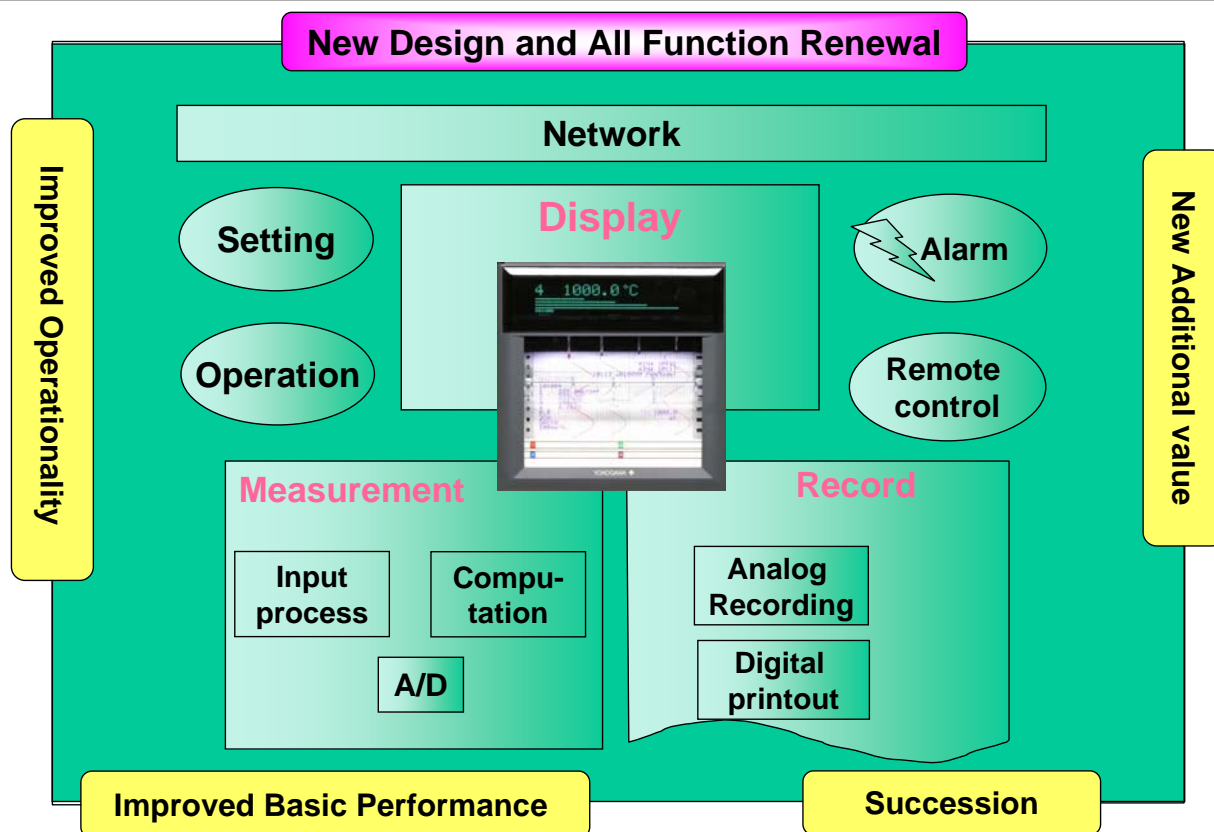 New Design and All Function Renewal
Network
Improved Operationality
Setting
Display
Alarm
New Additional value
Operation
Remote
control
4 1000.0°C
YOKOGAWA
Measurement
Record
Input
process
Compu-
tation
A/D
Analog
Recording
Digital
printout
Improved Basic Performance
Succession